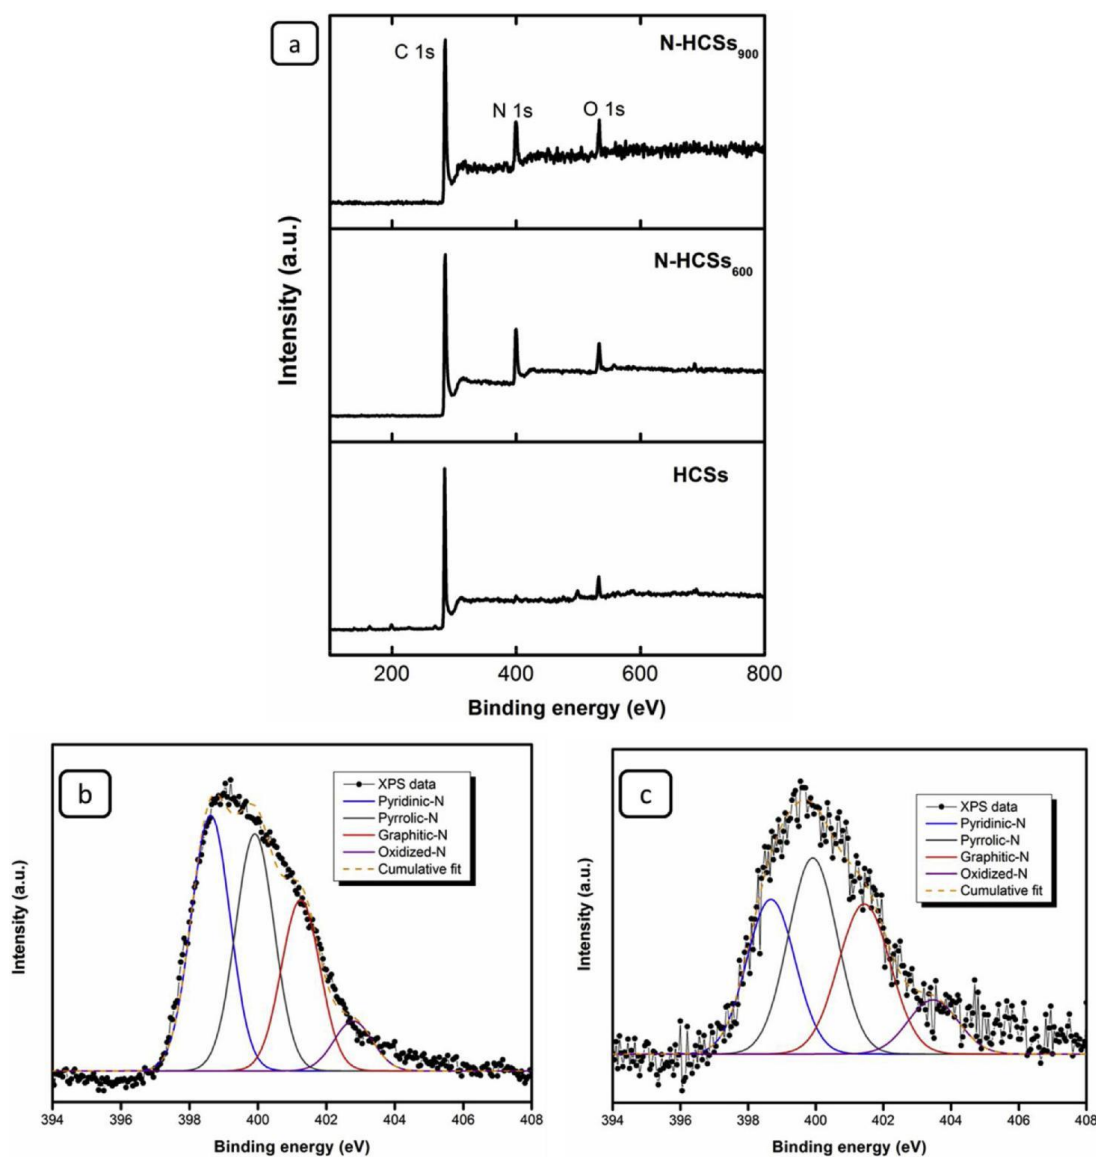 a
N-HCSs900
C 1s
N 1s
O 1s
N-HCSs600
HCSs
Intensity (a.u.)
200 400 600 800
Binding energy (eV)
b
XPS data
Pyridinic-N
Pyrrolic-N
Graphitic-N
Oxidized-N
Cumulative fit
Intensity (a.u.)
394 396 398 400 402 404 406 408
Binding energy (eV)
c
XPS data
Pyridinic-N
Pyrrolic-N
Graphitic-N
Oxidized-N
Cumulative fit
Intensity (a.u.)
394 396 398 400 402 404 406 408
Binding energy (eV)